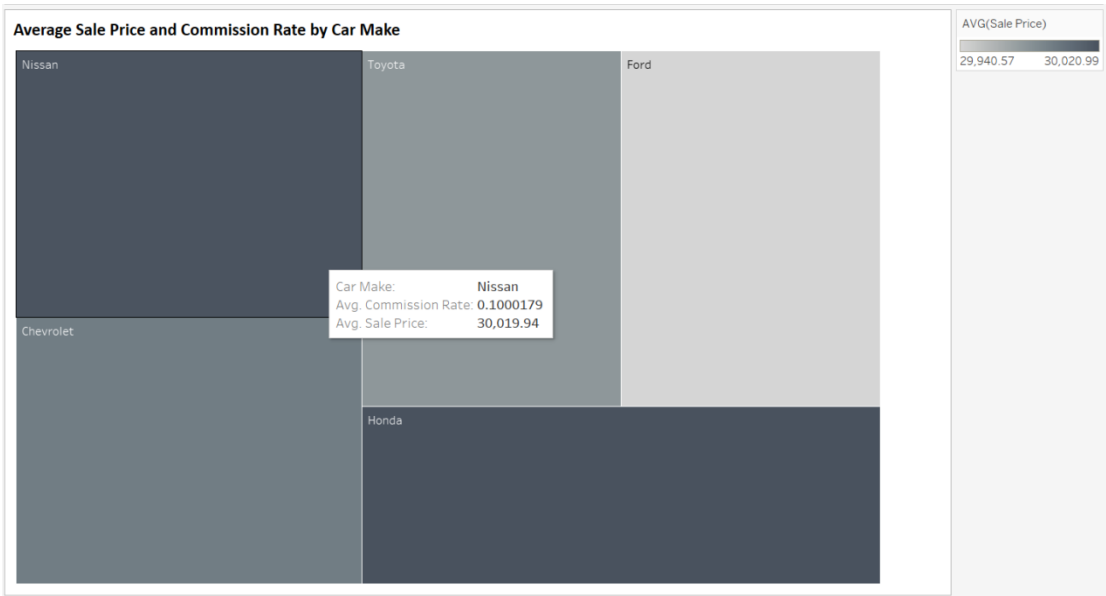 Average Sale Price and Commission Rate by Car Make
AVG(Sale Price)
29,940.57 30,020.99
Nissan
Toyota
Ford
Car Make: Nissan
Avg. Commission Rate: 0.1000179
Avg. Sale Price: 30,019.94
Chevrolet
Honda